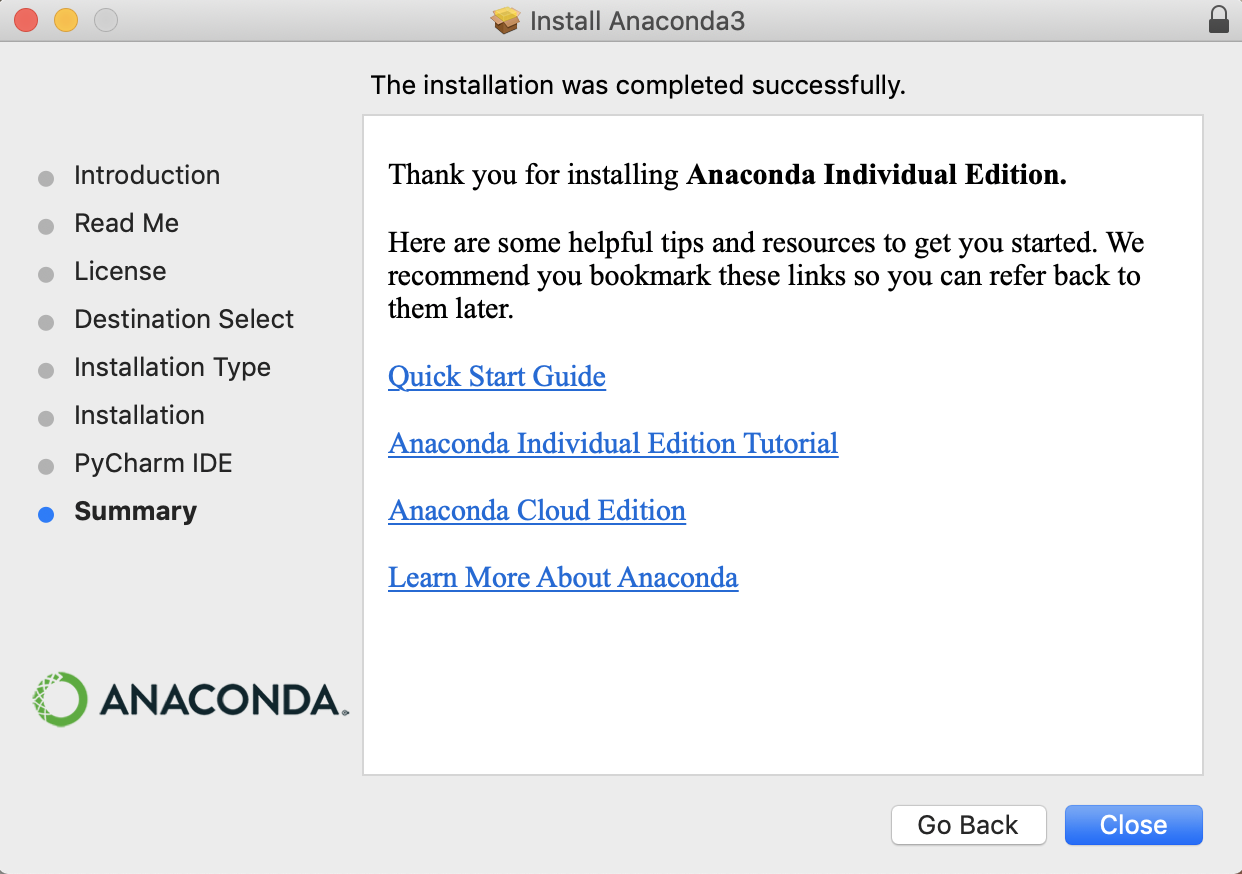 Install Anaconda3
The installation was completed successfully.
Introduction
Read Me
License
Destination Select
Installation Type
Installation
PyCharm IDE
Summary
Thank you for installing Anaconda Individual Edition.
Here are some helpful tips and resources to get you started. We
recommend you bookmark these links so you can refer back to
them later.
Quick Start Guide
Anaconda Individual Edition Tutorial
Anaconda Cloud Edition
Learn More About Anaconda
ANACONDA.
Go Back
Close